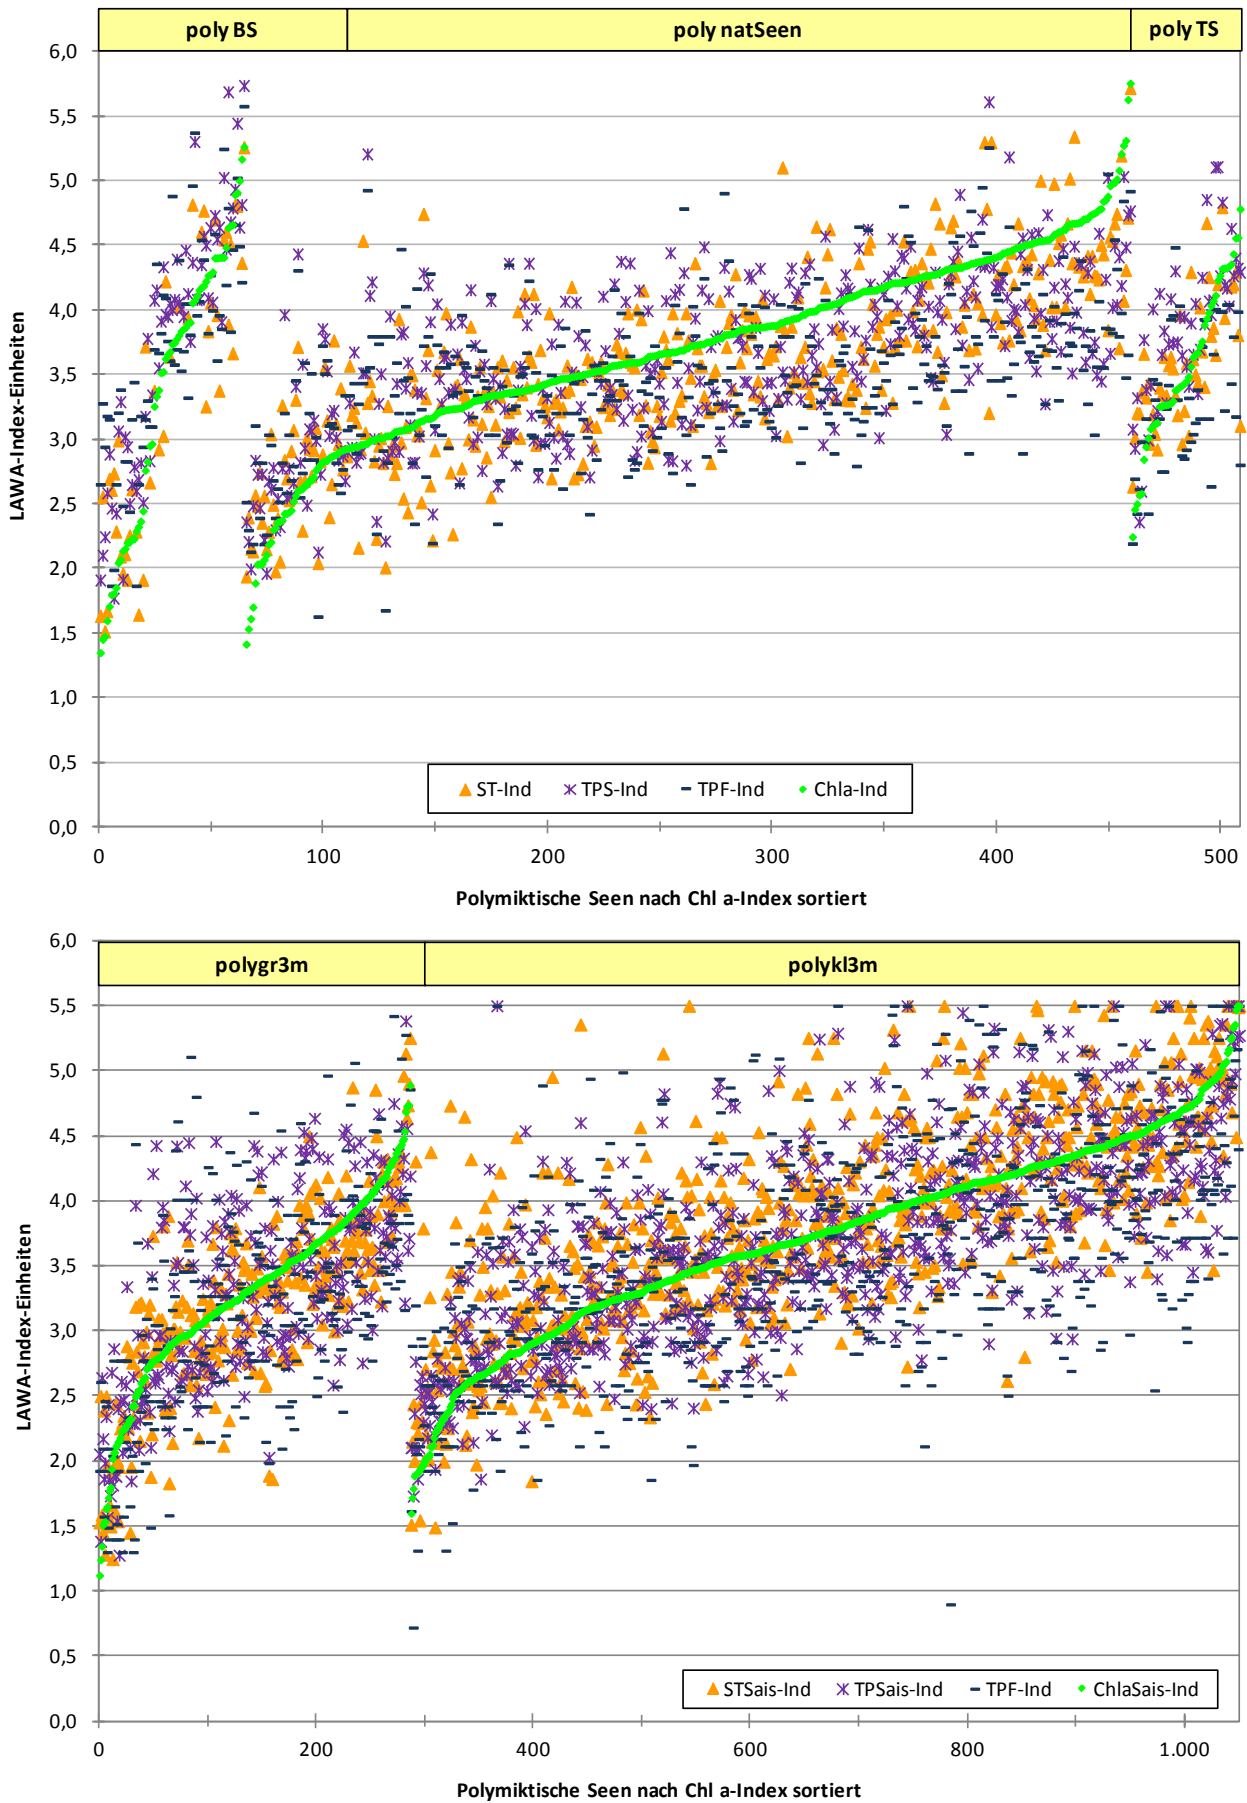 poly BS poly natSeen poly TS
6,0
5,5
5,0
4,5
4,0
3,5
3,0
2,5
2,0
1,5
1,0
0,5
0,0
LAWA-Index-Einheiten
ST-Ind TPS-Ind TPF-Ind Chla-Ind
0 100 200 300 400 500
Polymiktische Seen nach Chl a-Index sortiert
6,0
polygr3m polykl3m
5,5
5,0
4,5
4,0
3,5
3,0
2,5
2,0
1,5
1,0
0,5
0,0
LAWA-Index-Einheiten
STSais-Ind TPSais-Ind TPF-Ind ChlaSais-Ind
0 200 400 600 800 1.000
Polymiktische Seen nach Chl a-Index sortiert